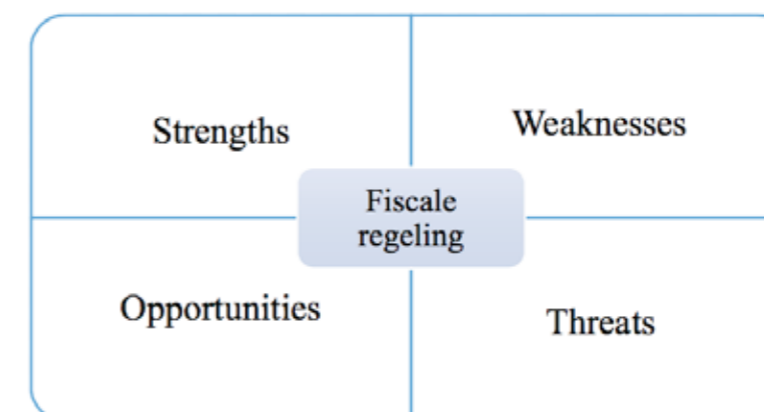 Strengths
Weaknesses
Fiscale
regeling
Opportunities
Threats